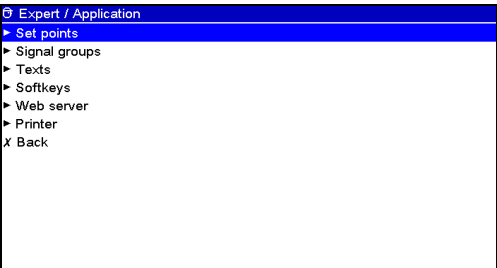 Expert / Application
Set points
Signal groups
Texts
Softkeys
Web server
Printer
✗ Back